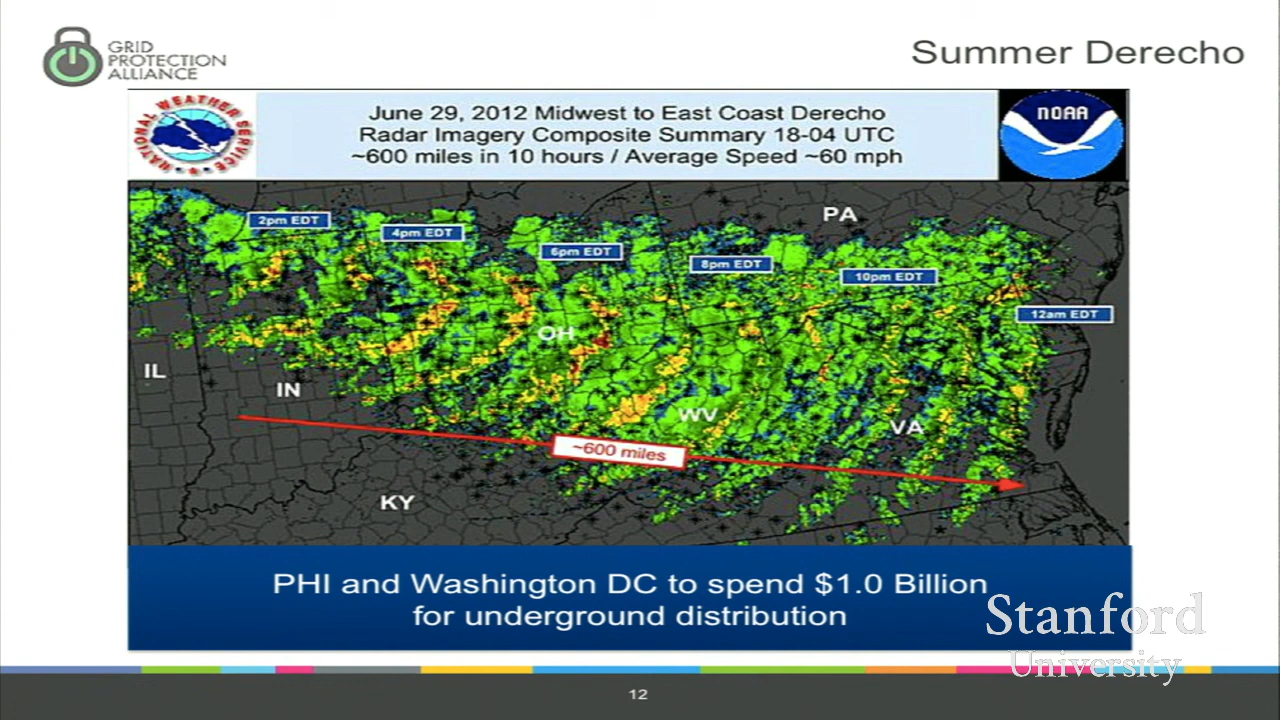 GRID
PROTECTION
ALLIANCE
Summer Derecho
NATIONAL WEATHER SERVICE
June 29, 2012 Midwest to East Coast Derecho
Radar Imagery Composite Summary 18-04 UTC
~600 miles in 10 hours / Average Speed ~60 mph
NOAA
2pm EDT
4pm EDT
6pm EDT
8pm EDT
10pm EDT
12am EDT
PA
OH
IL
IN
WV
VA
~600 miles
KY
PHI and Washington DC to spend $1.0 Billion
for underground distribution
Stanford
University
12